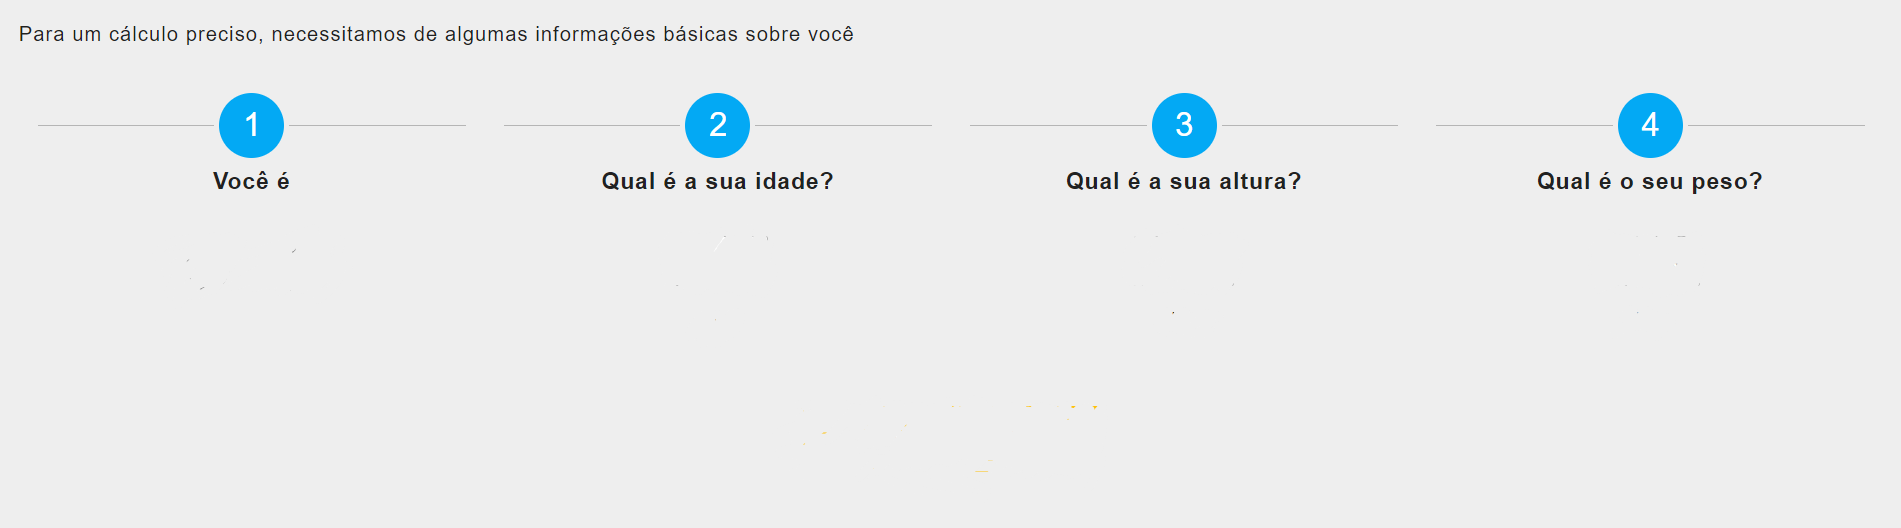 Para um cálculo preciso, necessitamos de algumas informações básicas sobre você
1
Você é
2
Qual é a sua idade?
3
Qual é a sua altura?
4
Qual é o seu peso?